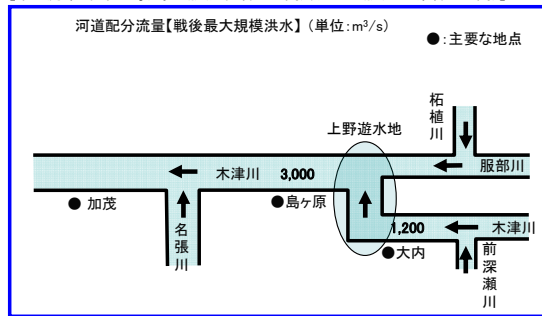 河道配分流量【戦後最大規模洪水】(単位:m³/s)
●:主要な地点
柘植川
上野遊水地
木津川
3,000
服部川
加茂
名張川
島ヶ原
1,200
木津川
大内
前深瀬川